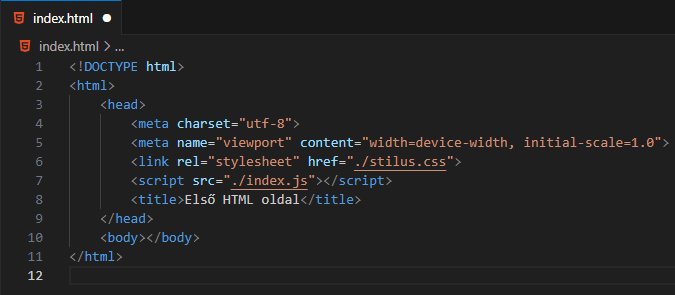 index.html
index.html > ...
1 <!DOCTYPE html>
2 <html>
3 <head>
4 <meta charset="utf-8">
5 <meta name="viewport" content="width=device-width, initial-scale=1.0">
6 <link rel="stylesheet" href="./stilus.css">
7 <script src="./index.js"></script>
8 <title>Első HTML oldal</title>
9 </head>
10 <body></body>
11 </html>
12